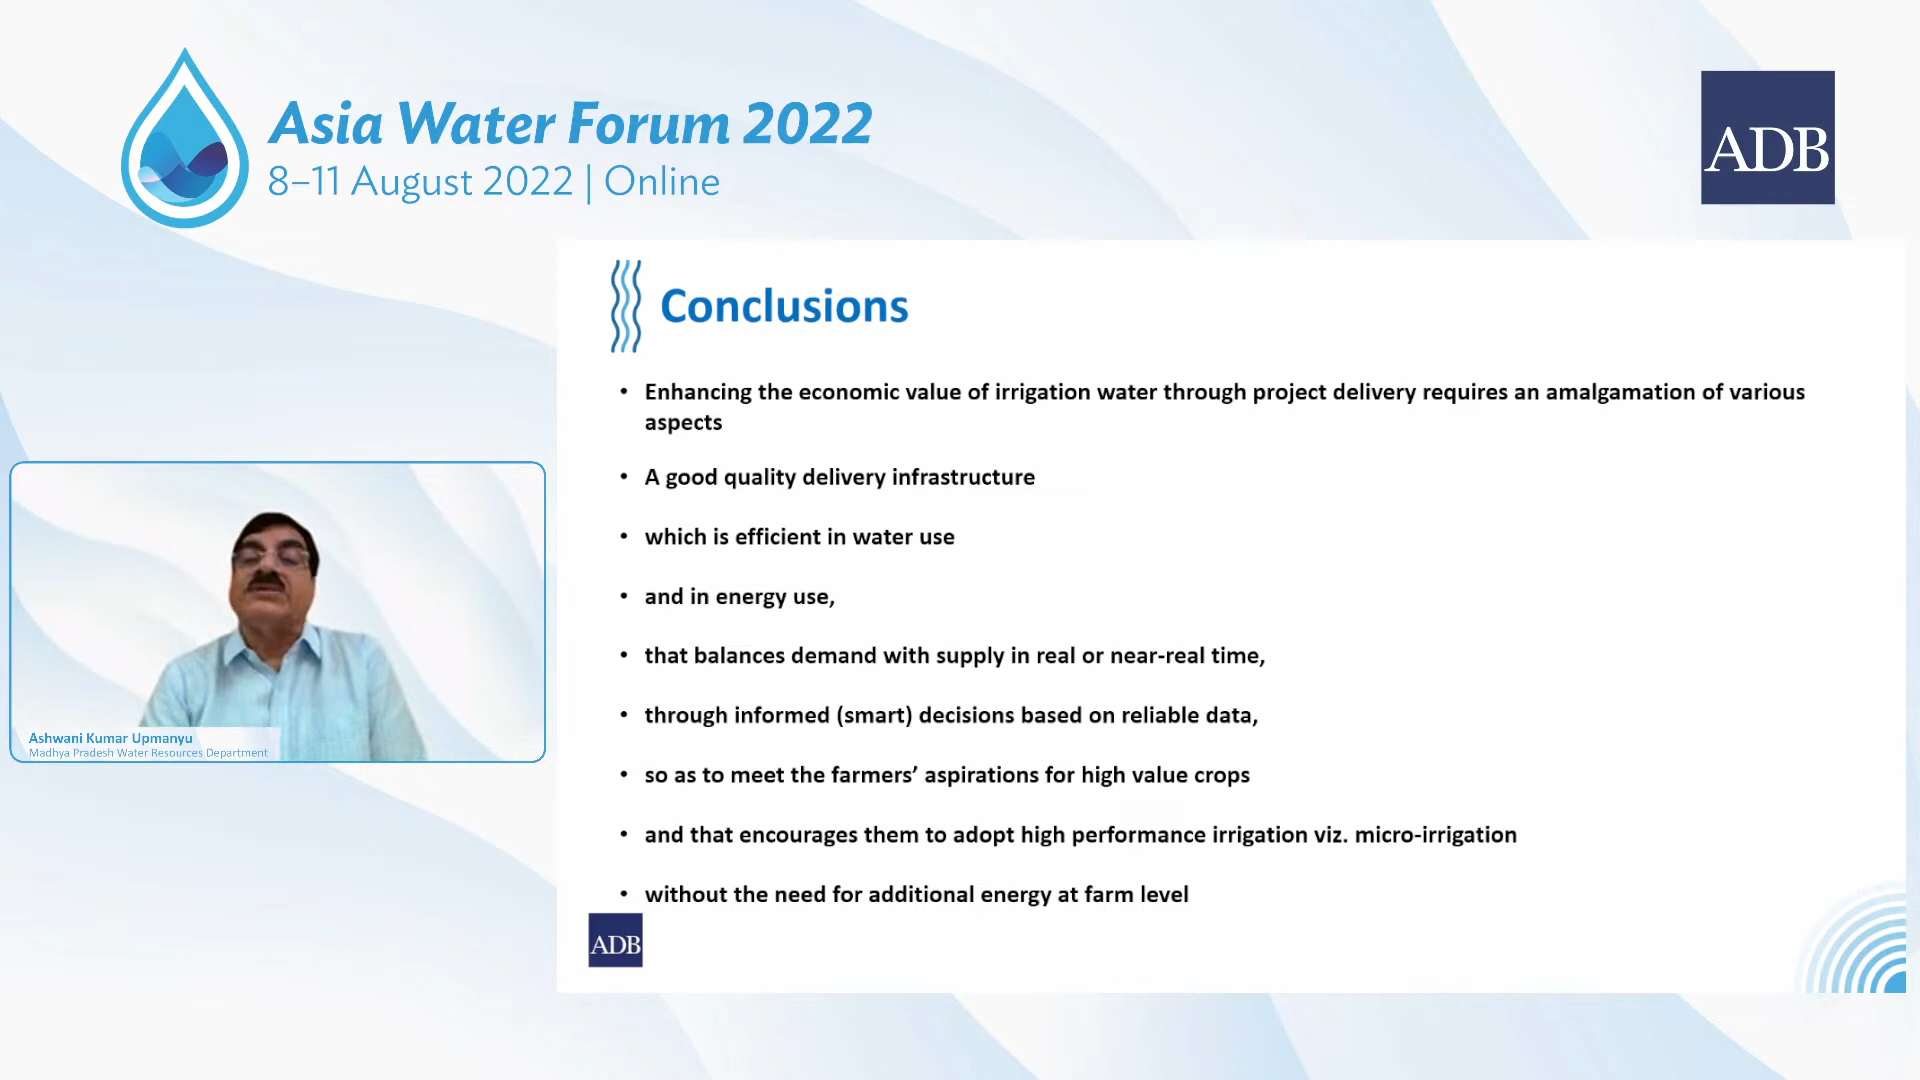 Asia Water Forum 2022
8–11 August 2022 | Online
ADB
Conclusions
• Enhancing the economic value of irrigation water through project delivery requires an amalgamation of various
aspects
• A good quality delivery infrastructure
• which is efficient in water use
• and in energy use,
• that balances demand with supply in real or near-real time,
• through informed (smart) decisions based on reliable data,
• so as to meet the farmers’ aspirations for high value crops
• and that encourages them to adopt high performance irrigation viz. micro-irrigation
• without the need for additional energy at farm level
ADB
Ashwani Kumar Upmanyu
Madhya Pradesh Water Resources Department